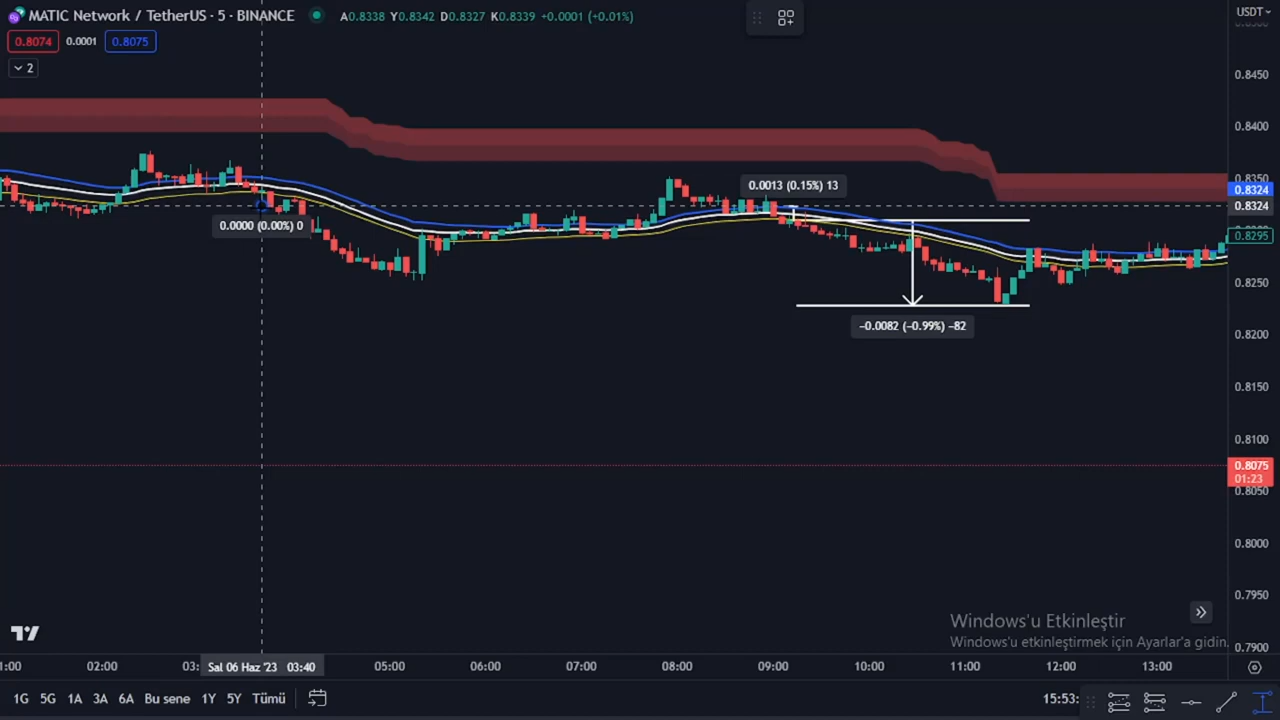 MATIC Network / TetherUS · 5 · BINANCE A0.8338 Y0.8342 D0.8327 K0.8339 +0.0001 (+0.01%)
USDT
0.8074 0.0001 0.8075
2
0.8450
0.8400
0.8350
0.0013 (0.15%) 13
0.8324
0.8324
0.0000 (0.00%) 0
0.8295
0.8250
−0.0082 (−0.99%) −82
0.8200
0.8150
0.8100
0.8075
01:23
0.8050
0.8000
0.7950
Windows'u Etkinleştir
Windows'u etkinleştirmek için Ayarlar'a gidin.
0.7900
1:00 02:00 03: Sal 06 Haz '23 03:40 05:00 06:00 07:00 08:00 09:00 10:00 11:00 12:00 13:00
1G 5G 1A 3A 6A Bu sene 1Y 5Y Tümü 15:53: